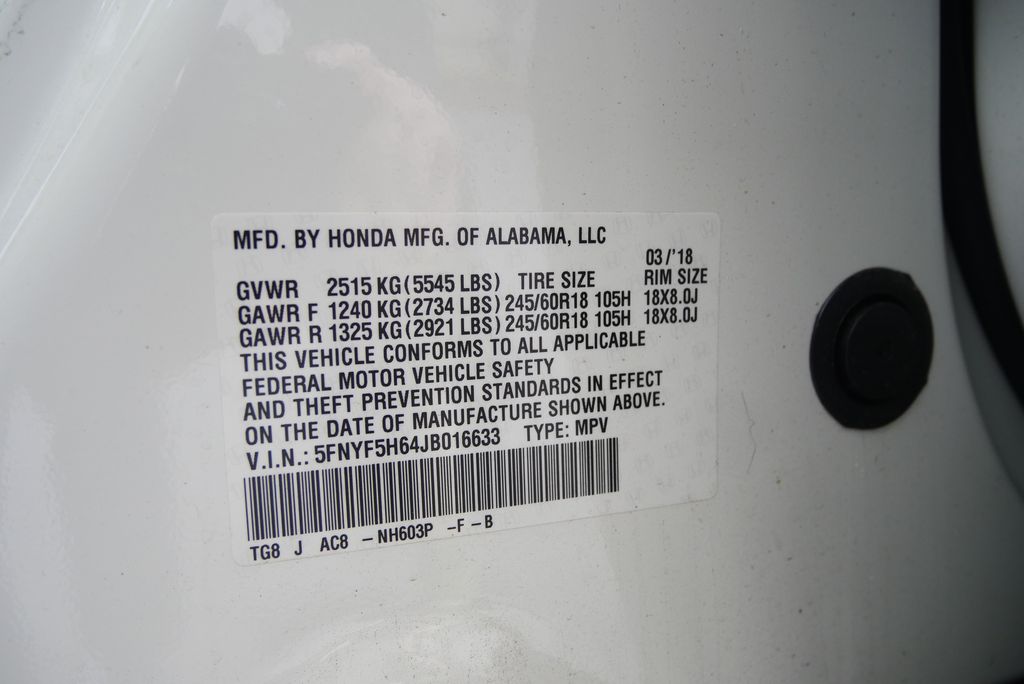 MFD. BY HONDA MFG. OF ALABAMA, LLC
03/'18
GVWR 2515 KG (5545 LBS) TIRE SIZE RIM SIZE
GAWR F 1240 KG (2734 LBS) 245/60R18 105H 18X8.0J
GAWR R 1325 KG (2921 LBS) 245/60R18 105H 18X8.0J
THIS VEHICLE CONFORMS TO ALL APPLICABLE
FEDERAL MOTOR VEHICLE SAFETY
AND THEFT PREVENTION STANDARDS IN EFFECT
ON THE DATE OF MANUFACTURE SHOWN ABOVE.
V.I.N.: 5FNYF5H64JB016633 TYPE: MPV
TG8 J AC8 -NH603P -F-B